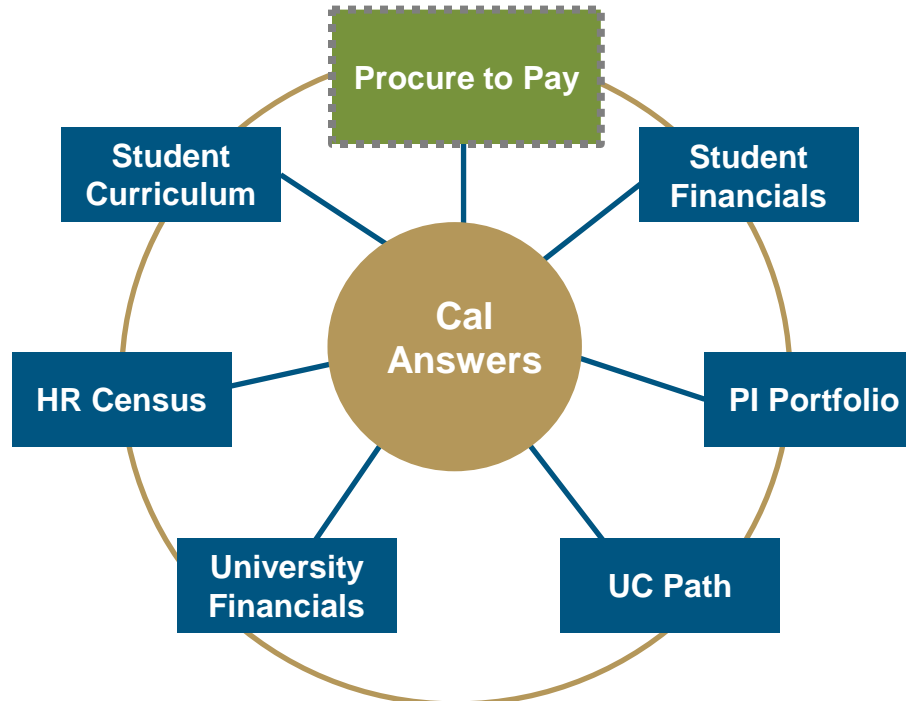 Procure to Pay
Student
Curriculum
Student
Financials
Cal
Answers
HR Census
PI Portfolio
University
Financials
UC Path